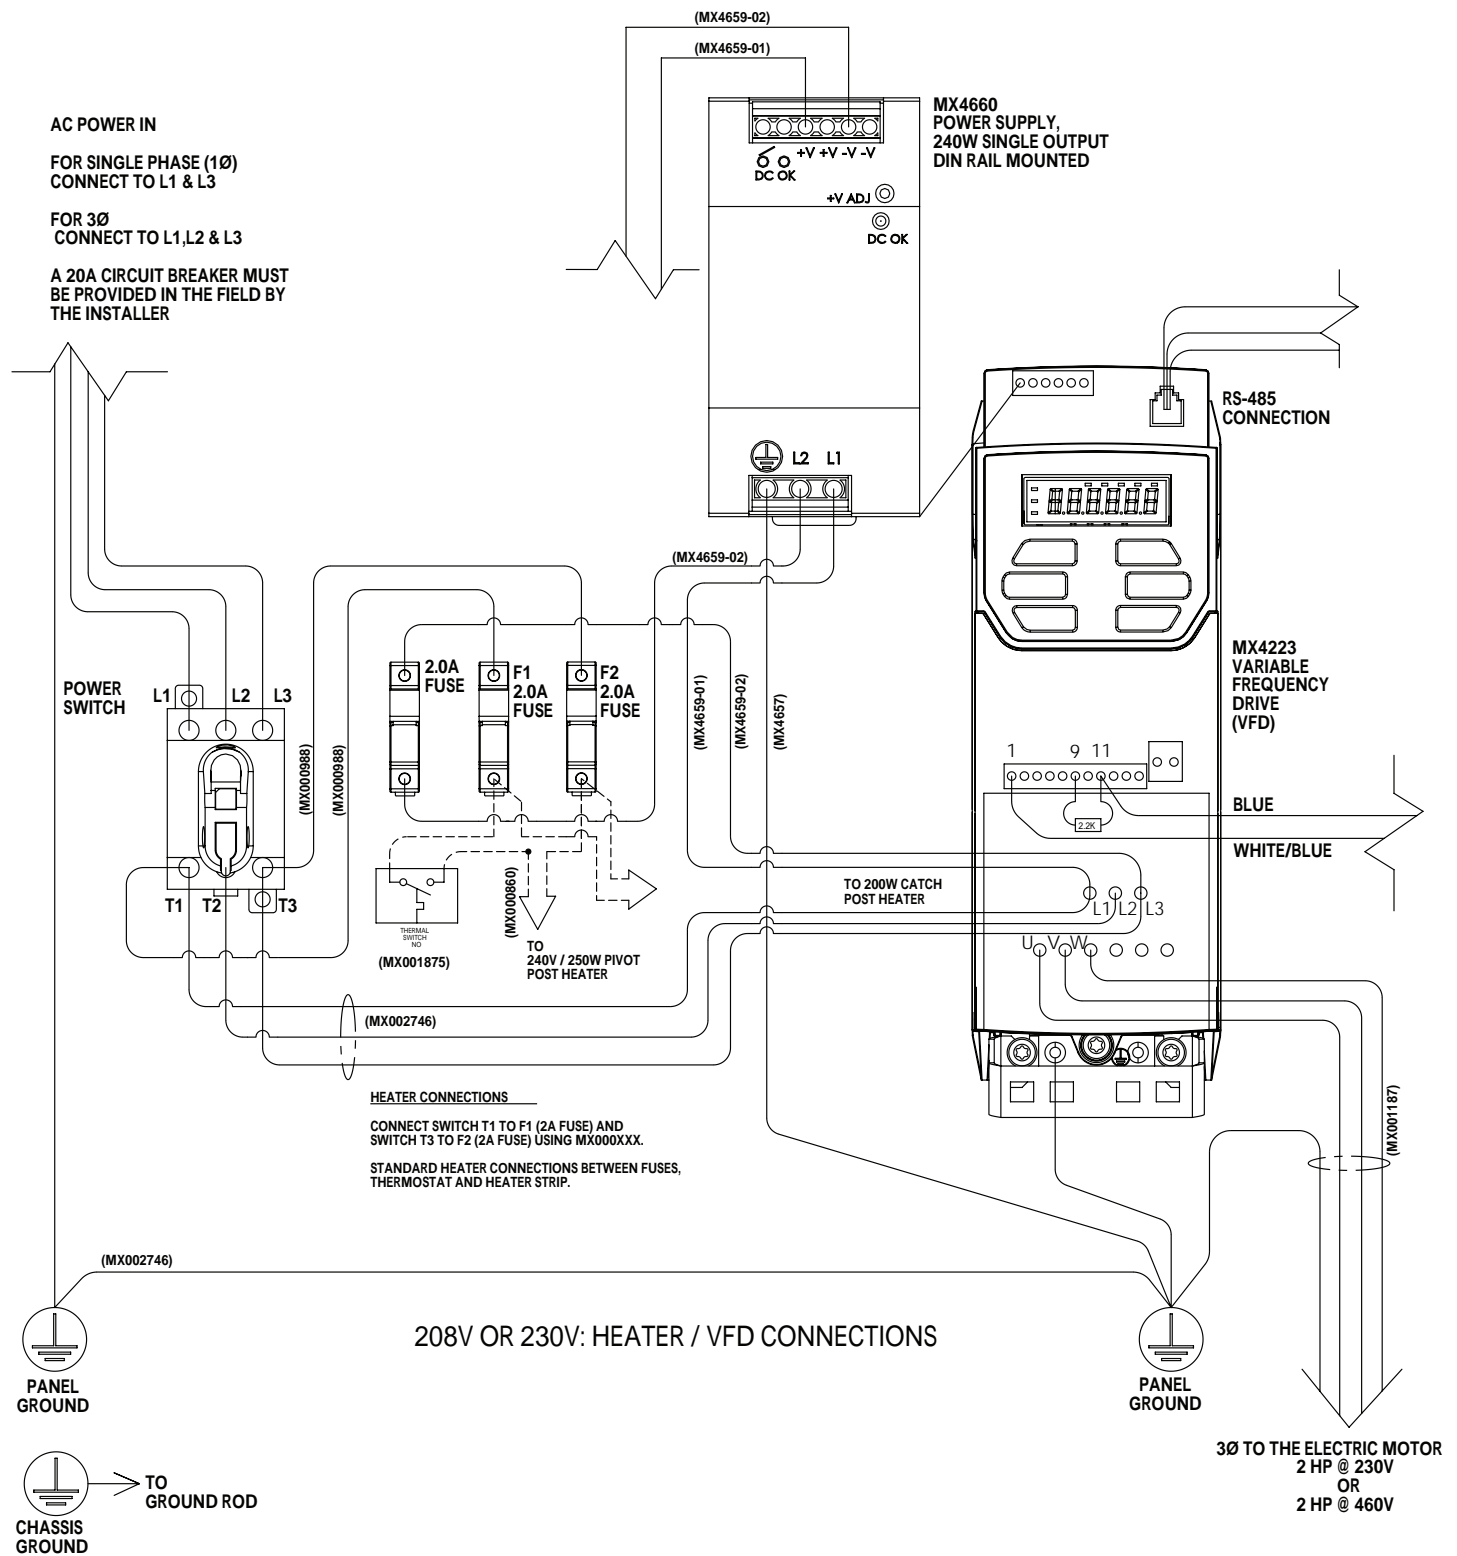 (MX4659-02)
(MX4659-01)
MX4660
POWER SUPPLY,
240W SINGLE OUTPUT
DIN RAIL MOUNTED
+V +V -V -V
DC OK
+V ADJ
DC OK
L2 L1
AC POWER IN
FOR SINGLE PHASE (1Ø)
CONNECT TO L1 & L3
FOR 3Ø
CONNECT TO L1,L2 & L3
A 20A CIRCUIT BREAKER MUST
BE PROVIDED IN THE FIELD BY
THE INSTALLER
RS-485
CONNECTION
(MX4659-02)
POWER
SWITCH
L1 L2 L3
T1 T2 T3
(MX000988)
(MX000988)
2.0A
FUSE
F1
2.0A
FUSE
F2
2.0A
FUSE
(MX4659-01)
(MX4659-02)
(MX4657)
MX4223
VARIABLE
FREQUENCY
DRIVE
(VFD)
1 9 11
2.2K
BLUE
WHITE/BLUE
THERMAL
SWITCH
NO
(MX001875)
(MX000860)
TO
240V / 250W PIVOT
POST HEATER
TO 200W CATCH
POST HEATER
L1 L2 L3
U V W
(MX002746)
HEATER CONNECTIONS
CONNECT SWITCH T1 TO F1 (2A FUSE) AND
SWITCH T3 TO F2 (2A FUSE) USING MX000XXX.
STANDARD HEATER CONNECTIONS BETWEEN FUSES,
THERMOSTAT AND HEATER STRIP.
(MX001187)
(MX002746)
208V OR 230V: HEATER / VFD CONNECTIONS
PANEL
GROUND
PANEL
GROUND
TO
GROUND ROD
CHASSIS
GROUND
3Ø TO THE ELECTRIC MOTOR
2 HP @ 230V
OR
2 HP @ 460V